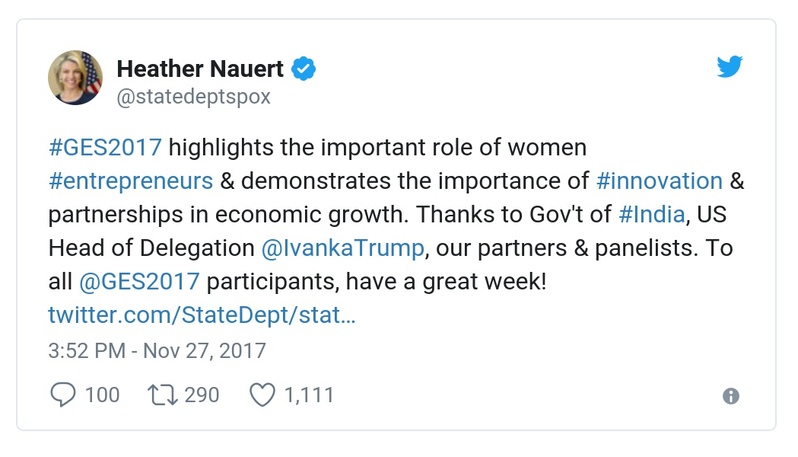 Heather Nauert
@statedeptspox
#GES2017 highlights the important role of women
#entrepreneurs & demonstrates the importance of #innovation &
partnerships in economic growth. Thanks to Gov't of #India, US
Head of Delegation @IvankaTrump, our partners & panelists. To
all @GES2017 participants, have a great week!
twitter.com/StateDept/stat…
3:52 PM - Nov 27, 2017
100 290 1,111